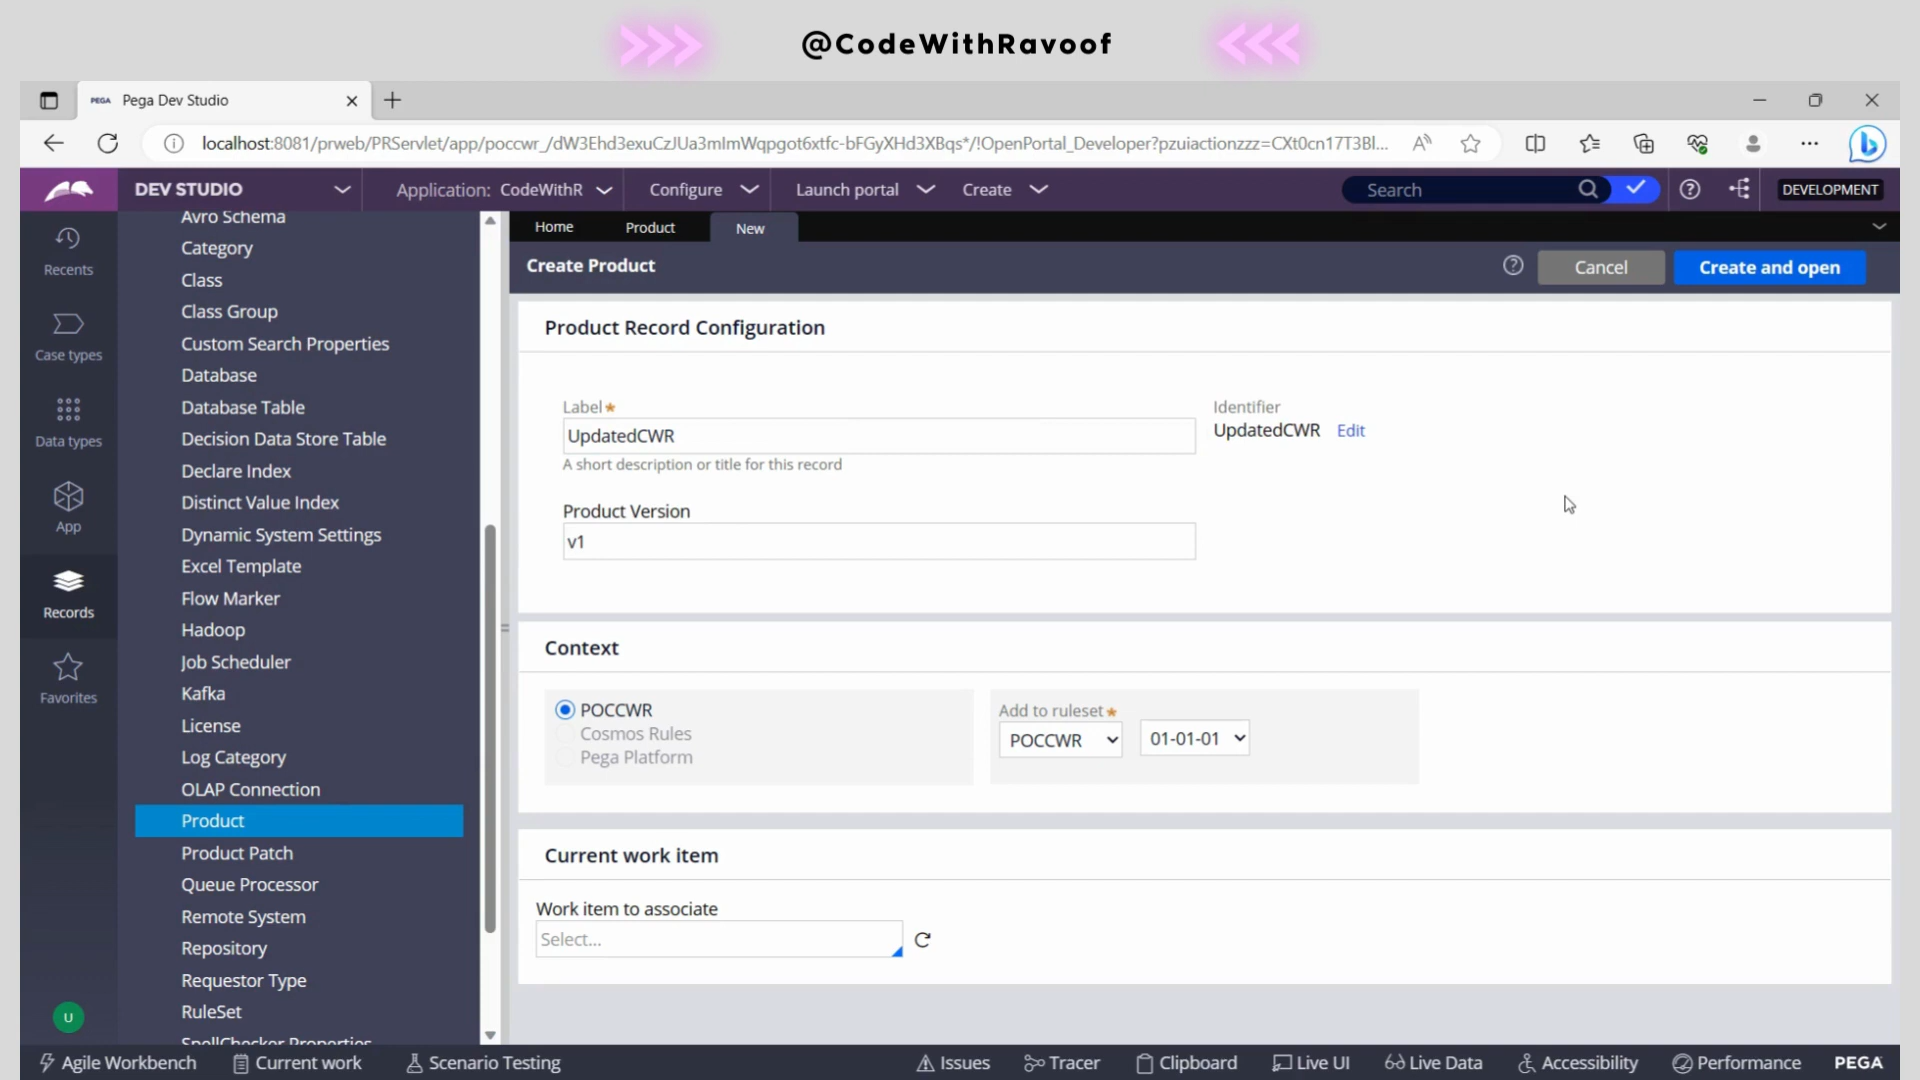 @CodeWithRavoof
PEGA Pega Dev Studio
localhost:8081/prweb/PRServlet/app/poccwr_/dW3Ehd3exuCzJUa3mImWqpgot6xtfc-bFGyXHd3XBqs*/!OpenPortal_Developer?pzuiactionzzz=CXt0cn17T3Bl...
DEV STUDIO
Application: CodeWithR
Configure
Launch portal
Create
Search
DEVELOPMENT
Recents
Case types
Data types
App
Records
Favorites
U
Avro Schema
Category
Class
Class Group
Custom Search Properties
Database
Database Table
Decision Data Store Table
Declare Index
Distinct Value Index
Dynamic System Settings
Excel Template
Flow Marker
Hadoop
Job Scheduler
Kafka
License
Log Category
OLAP Connection
Product
Product Patch
Queue Processor
Remote System
Repository
Requestor Type
RuleSet
SpellChecker Properties
Home
Product
New
Create Product
Cancel
Create and open
Product Record Configuration
Label*
UpdatedCWR
A short description or title for this record
Identifier
UpdatedCWR Edit
Product Version
v1
Context
POCCWR
Cosmos Rules
Pega Platform
Add to ruleset*
POCCWR 01-01-01
Current work item
Work item to associate
Select...
Agile Workbench
Current work
Scenario Testing
Issues
Tracer
Clipboard
Live UI
Live Data
Accessibility
Performance
PEGA